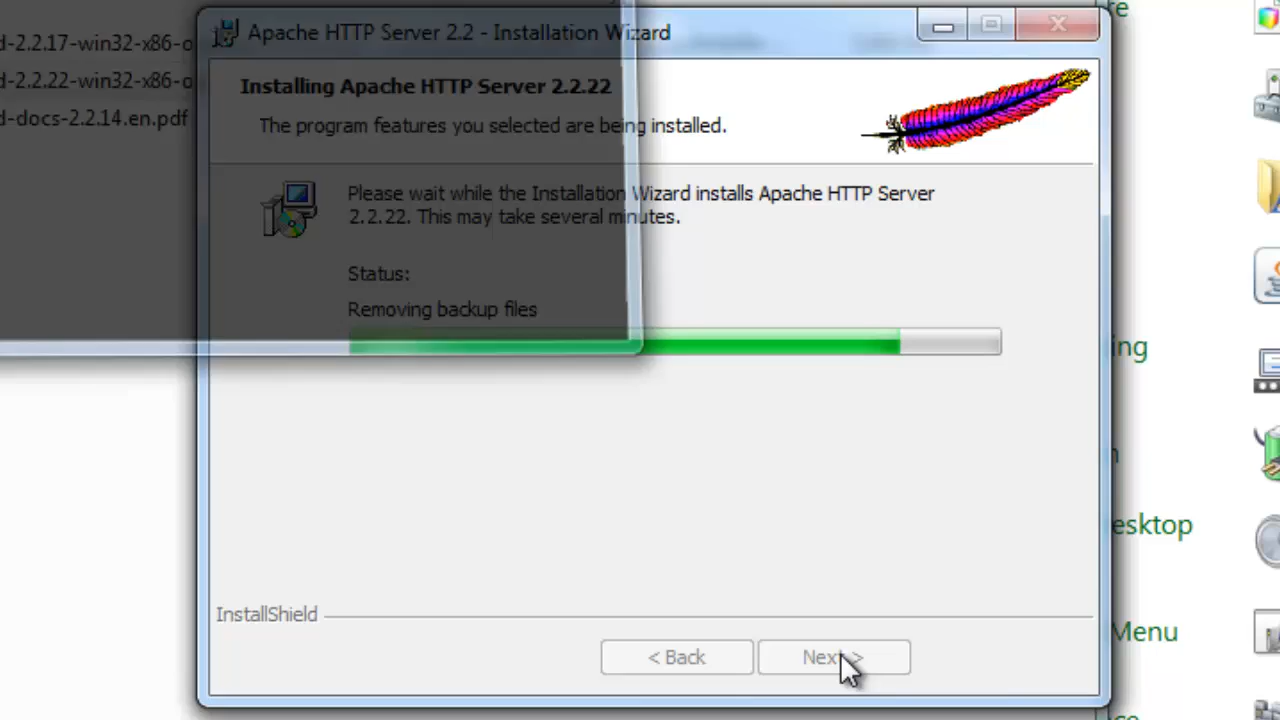 Apache HTTP Server 2.2 - Installation Wizard
d-2.2.17-win32-x86-o
d-2.2.22-win32-x86-o
d-docs-2.2.14.en.pdf
Installing Apache HTTP Server 2.2.22
The program features you selected are being installed.
Please wait while the Installation Wizard installs Apache HTTP Server
2.2.22. This may take several minutes.
Status:
Removing backup files
InstallShield
< Back
Next >
re
ing
n
esktop
Menu